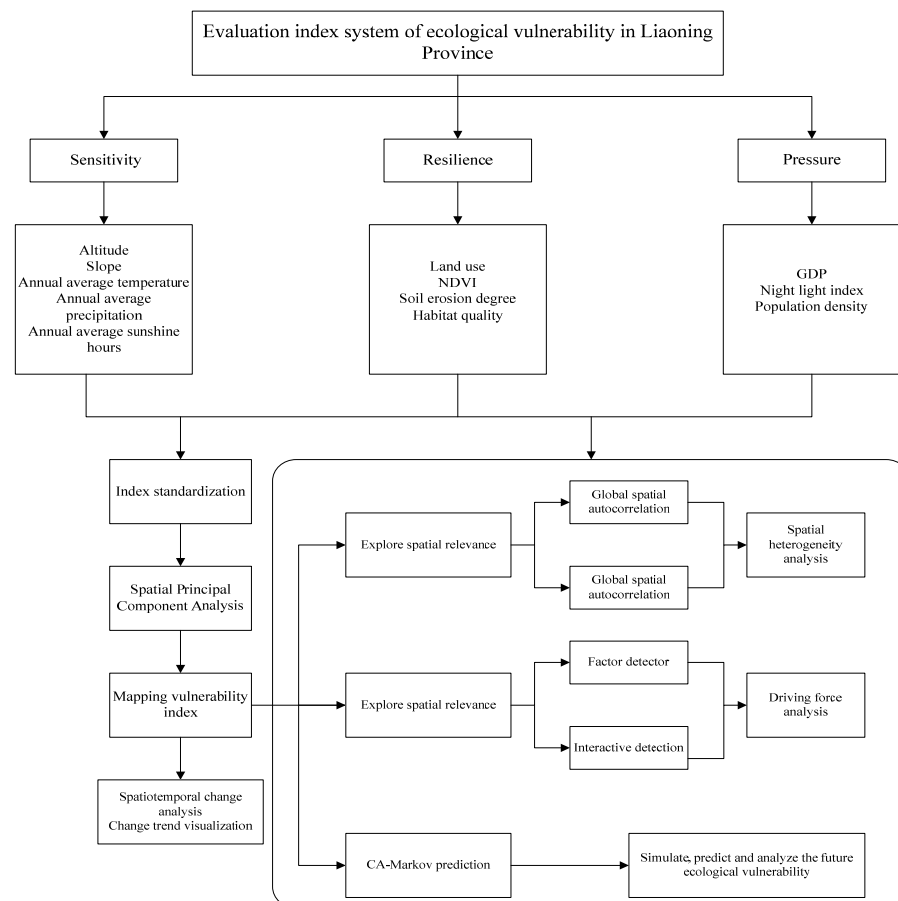 Evaluation index system of ecological vulnerability in Liaoning
Province
Sensitivity
Resilience
Pressure
Altitude
Slope
Annual average temperature
Annual average
precipitation
Annual average sunshine
hours
Land use
NDVI
Soil erosion degree
Habitat quality
GDP
Night light index
Population density
Index standardization
Spatial Principal
Component Analysis
Mapping vulnerability
index
Spatiotemporal change
analysis
Change trend visualization
Explore spatial relevance
Global spatial
autocorrelation
Global spatial
autocorrelation
Spatial
heterogeneity
analysis
Explore spatial relevance
Factor detector
Interactive detection
Driving force
analysis
CA-Markov prediction
Simulate, predict and analyze the future
ecological vulnerability